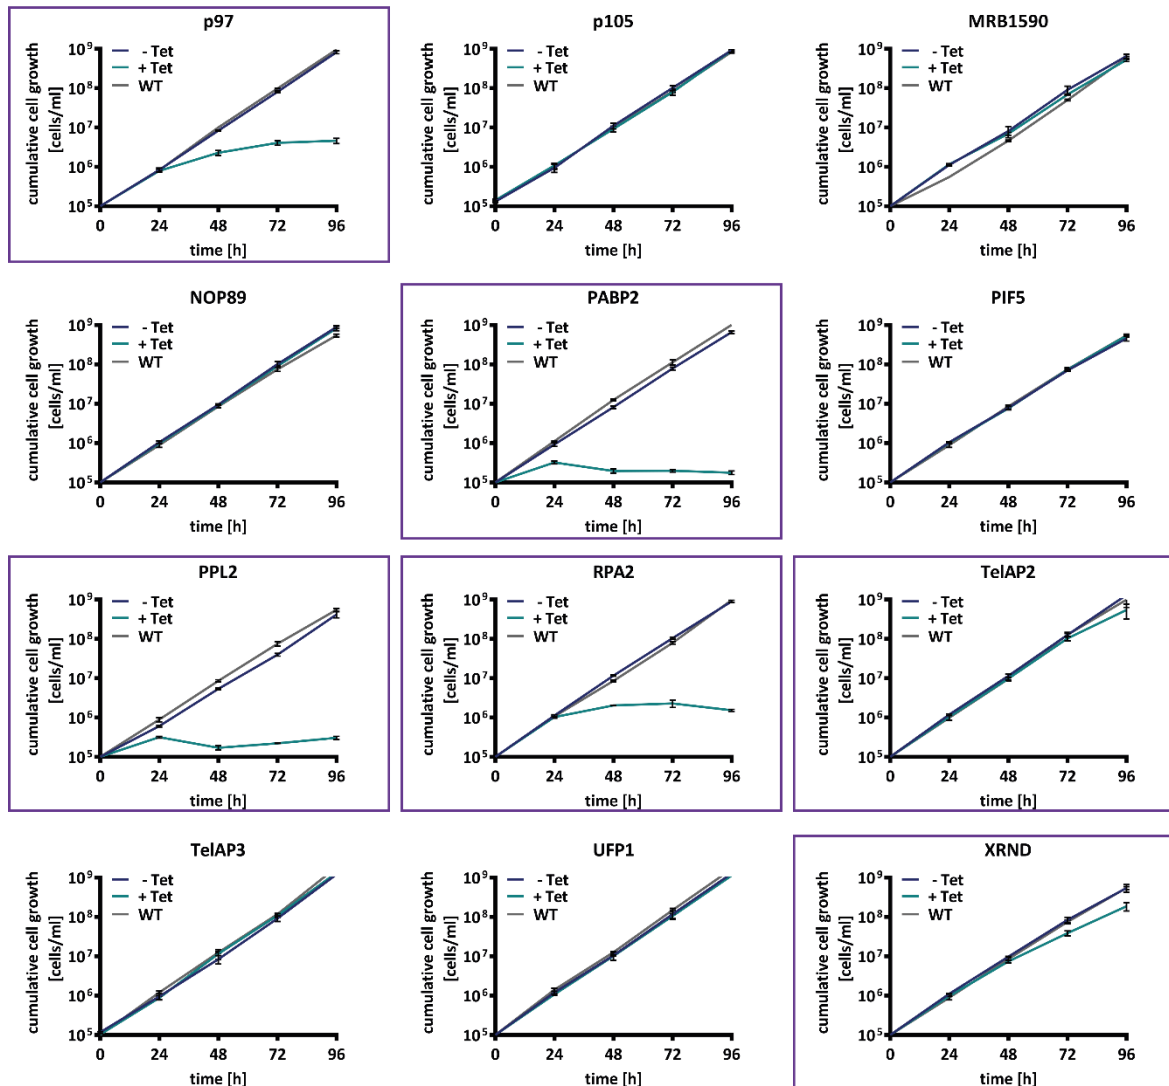 p97
cumulative cell growth
[cells/ml]
10⁹
10⁸
10⁷
10⁶
10⁵
- Tet
+ Tet
WT
0 24 48 72 96
time [h]
p105
cumulative cell growth
[cells/ml]
10⁹
10⁸
10⁷
10⁶
10⁵
- Tet
+ Tet
WT
0 24 48 72 96
time [h]
MRB1590
cumulative cell growth
[cells/ml]
10⁹
10⁸
10⁷
10⁶
10⁵
- Tet
+ Tet
WT
0 24 48 72 96
time [h]
NOP89
cumulative cell growth
[cells/ml]
10⁹
10⁸
10⁷
10⁶
10⁵
- Tet
+ Tet
WT
0 24 48 72 96
time [h]
PABP2
cumulative cell growth
[cells/ml]
10⁹
10⁸
10⁷
10⁶
10⁵
- Tet
+ Tet
WT
0 24 48 72 96
time [h]
PIF5
cumulative cell growth
[cells/ml]
10⁹
10⁸
10⁷
10⁶
10⁵
- Tet
+ Tet
WT
0 24 48 72 96
time [h]
PPL2
cumulative cell growth
[cells/ml]
10⁹
10⁸
10⁷
10⁶
10⁵
- Tet
+ Tet
WT
0 24 48 72 96
time [h]
RPA2
cumulative cell growth
[cells/ml]
10⁹
10⁸
10⁷
10⁶
10⁵
- Tet
+ Tet
WT
0 24 48 72 96
time [h]
TelAP2
cumulative cell growth
[cells/ml]
10⁹
10⁸
10⁷
10⁶
10⁵
- Tet
+ Tet
WT
0 24 48 72 96
time [h]
TelAP3
cumulative cell growth
[cells/ml]
10⁹
10⁸
10⁷
10⁶
10⁵
- Tet
+ Tet
WT
0 24 48 72 96
time [h]
UFP1
cumulative cell growth
[cells/ml]
10⁹
10⁸
10⁷
10⁶
10⁵
- Tet
+ Tet
WT
0 24 48 72 96
time [h]
XRND
cumulative cell growth
[cells/ml]
10⁹
10⁸
10⁷
10⁶
10⁵
- Tet
+ Tet
WT
0 24 48 72 96
time [h]